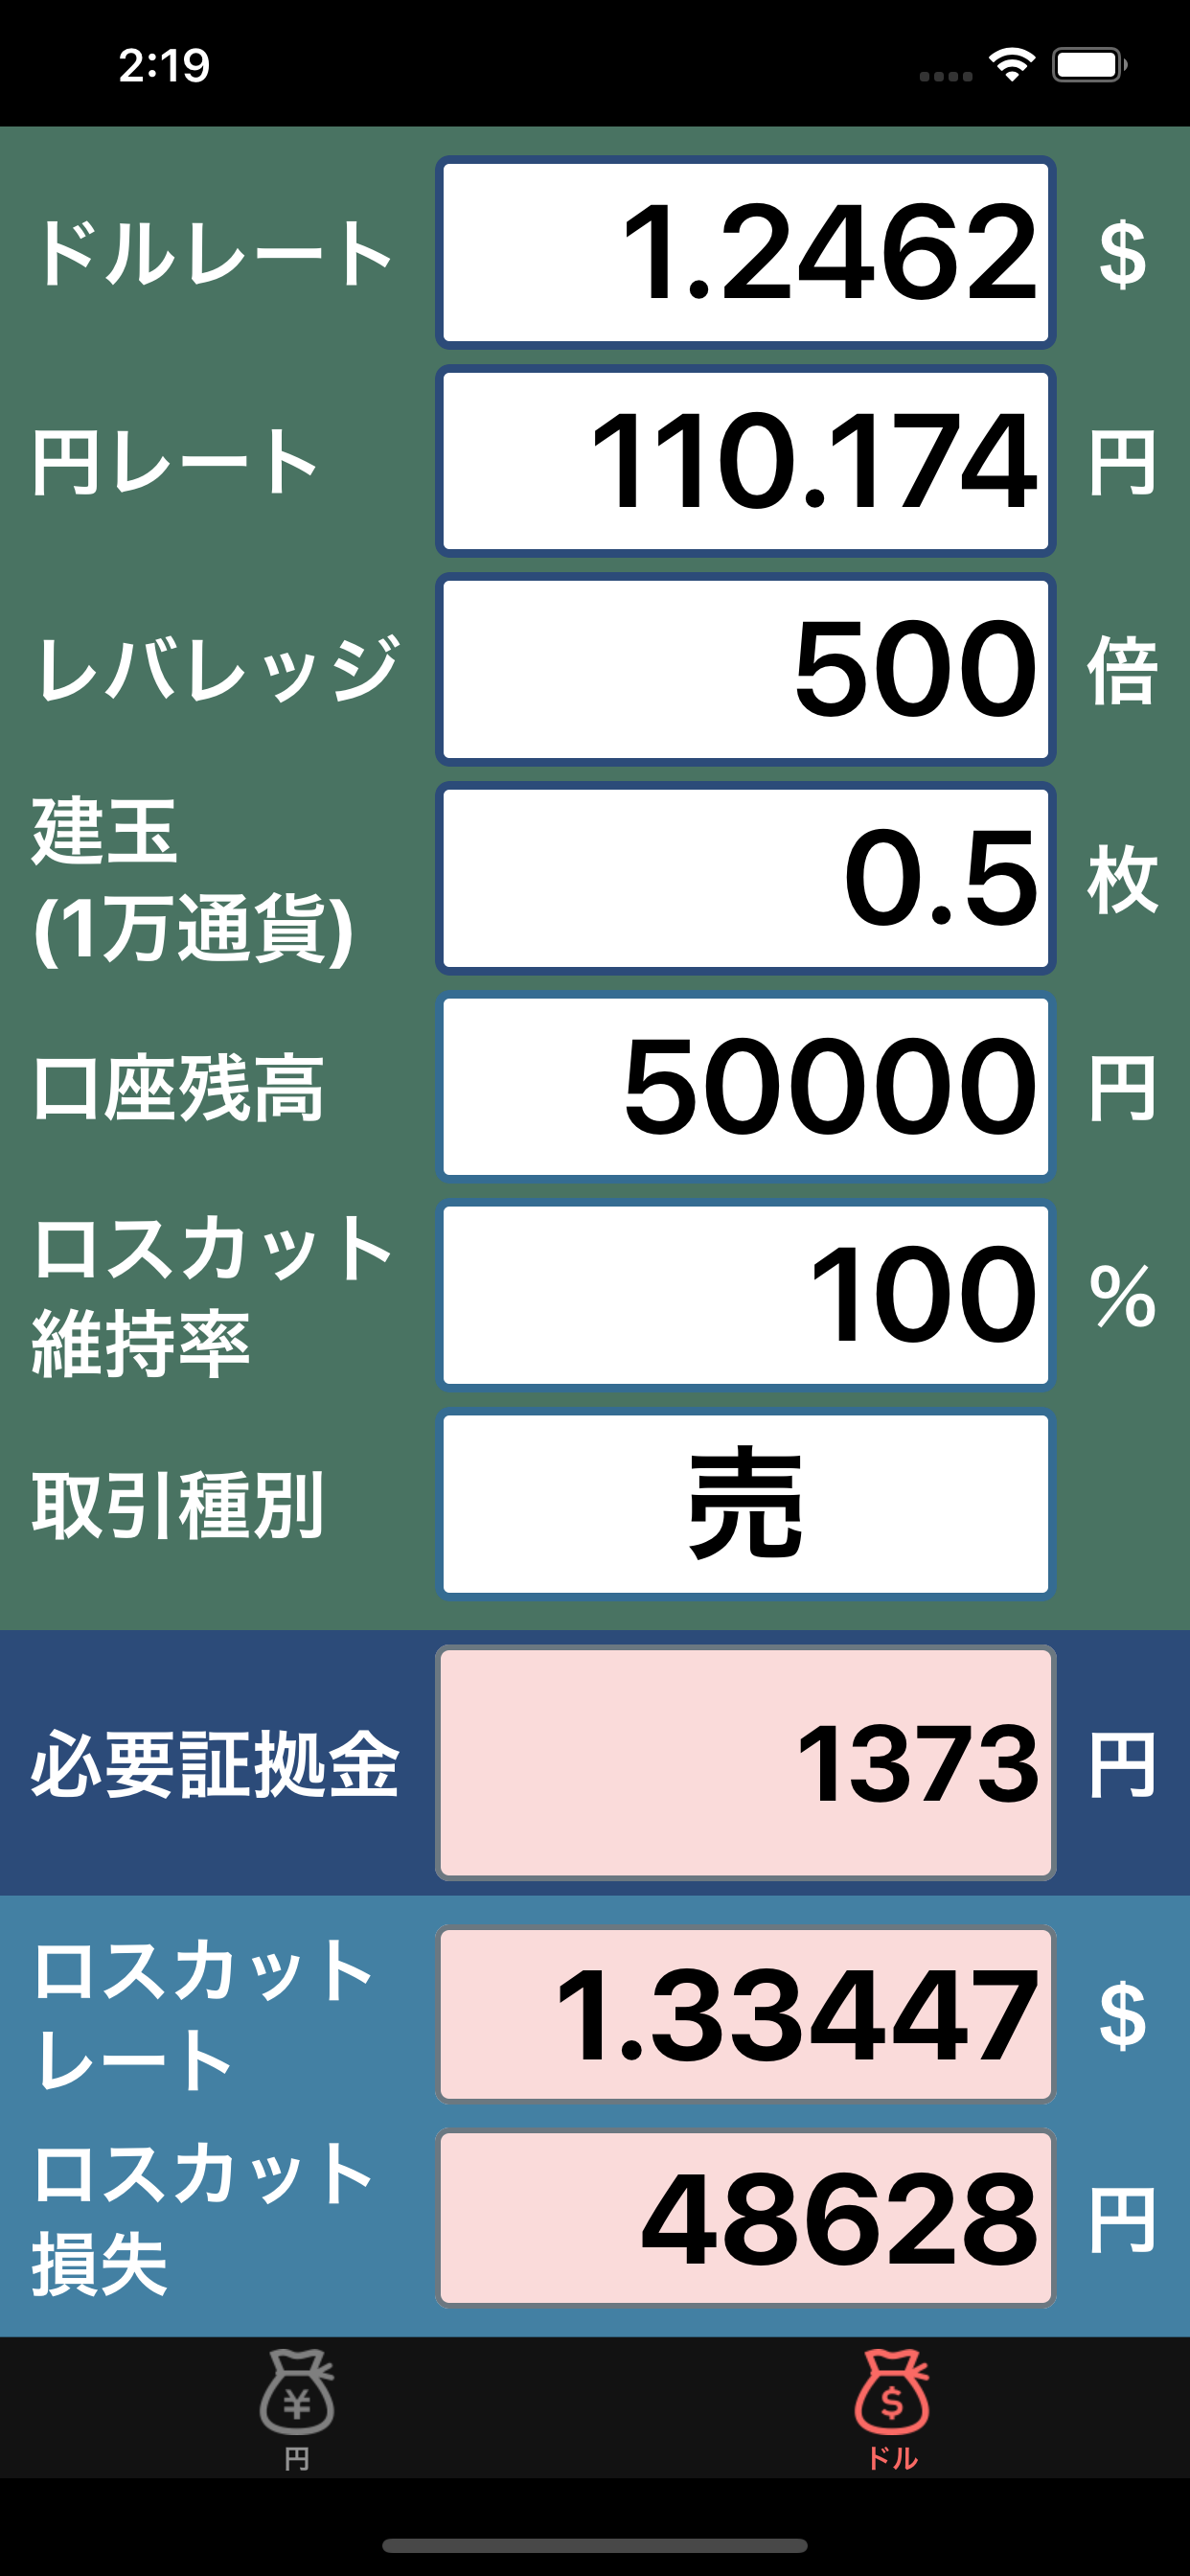 2:19
ドルレート 1.2462 $
円レート 110.174 円
レバレッジ 500 倍
建玉
(1万通貨) 0.5 枚
口座残高 50000 円
ロスカット
維持率 100 %
取引種別 売
必要証拠金 1373 円
ロスカット
レート 1.33447 $
ロスカット
損失 48628 円
¥ $
円 ドル